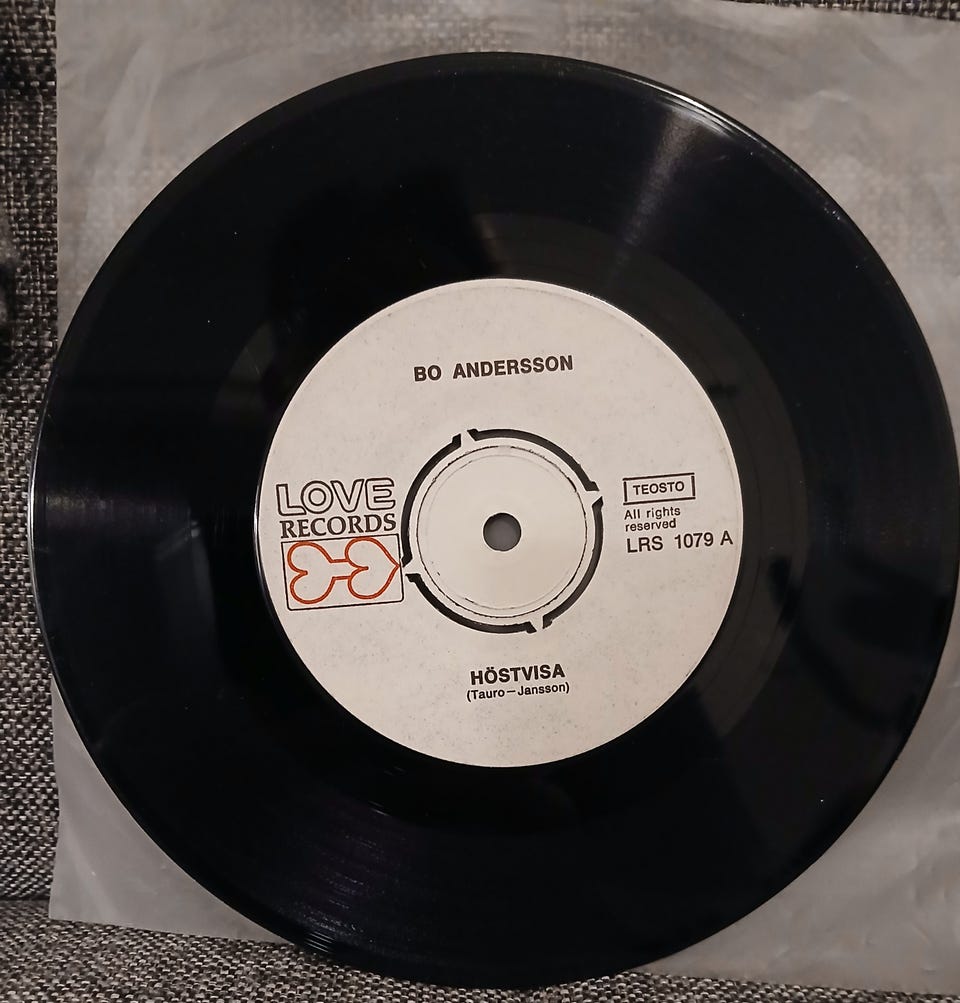 BO ANDERSSON
LOVE
RECORDS
TEOSTO
All rights
reserved
LRS 1079 A
HÖSTVISA
(Tauro—Jansson)